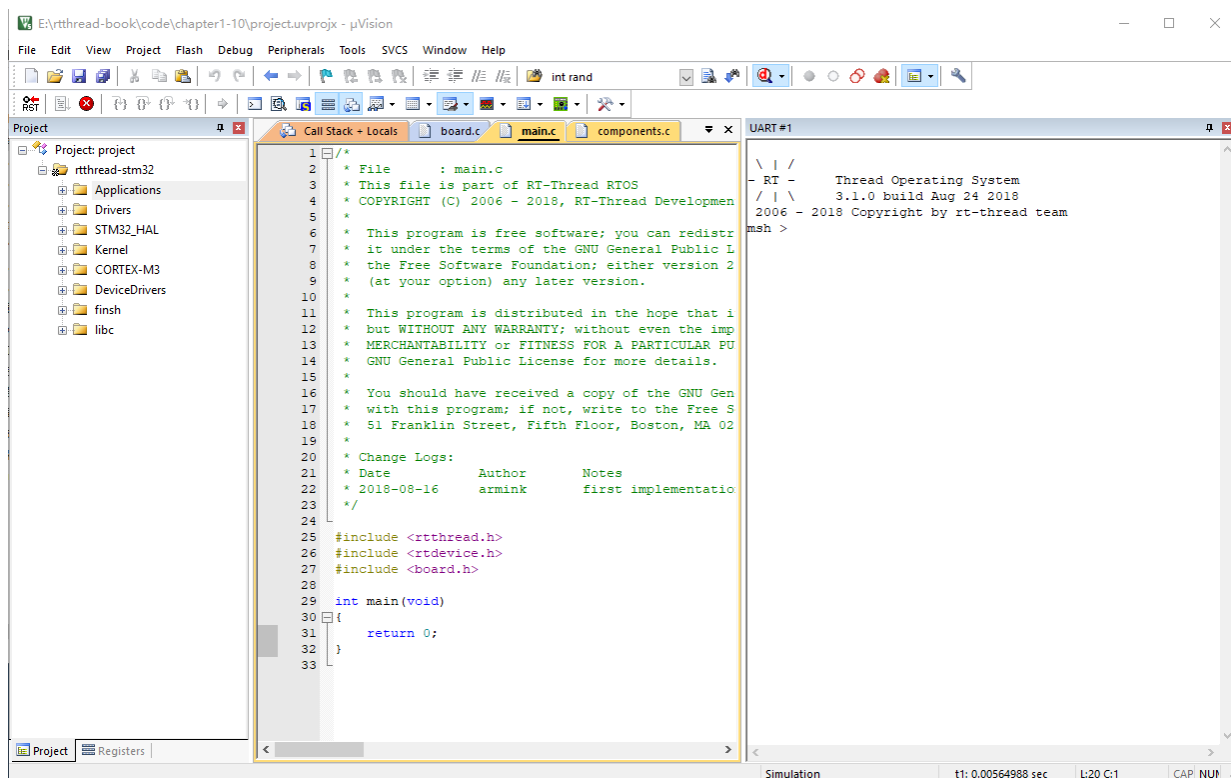 E:\rtthread-book\code\chapter1-10\project.uvprojx - µVision
File Edit View Project Flash Debug Peripherals Tools SVCS Window Help
int rand
RST
Project
Project: project
rtthread-stm32
Applications
Drivers
STM32_HAL
Kernel
CORTEX-M3
DeviceDrivers
finsh
libc
Project Registers
Call Stack + Locals board.c main.c components.c
1 /*
2 * File : main.c
3 * This file is part of RT-Thread RTOS
4 * COPYRIGHT (C) 2006 - 2018, RT-Thread Developmen
5 *
6 * This program is free software; you can redistr
7 * it under the terms of the GNU General Public L
8 * the Free Software Foundation; either version 2
9 * (at your option) any later version.
10 *
11 * This program is distributed in the hope that i
12 * but WITHOUT ANY WARRANTY; without even the imp
13 * MERCHANTABILITY or FITNESS FOR A PARTICULAR PU
14 * GNU General Public License for more details.
15 *
16 * You should have received a copy of the GNU Gen
17 * with this program; if not, write to the Free S
18 * 51 Franklin Street, Fifth Floor, Boston, MA 02
19 *
20 * Change Logs:
21 * Date Author Notes
22 * 2018-08-16 armink first implementatio
23 */
24
25 #include <rtthread.h>
26 #include <rtdevice.h>
27 #include <board.h>
28
29 int main(void)
30 {
31 return 0;
32 }
33
UART #1
\ | /
- RT - Thread Operating System
/ | \ 3.1.0 build Aug 24 2018
2006 - 2018 Copyright by rt-thread team
msh >
Simulation t1: 0.00564988 sec L:20 C:1 CAP NUM